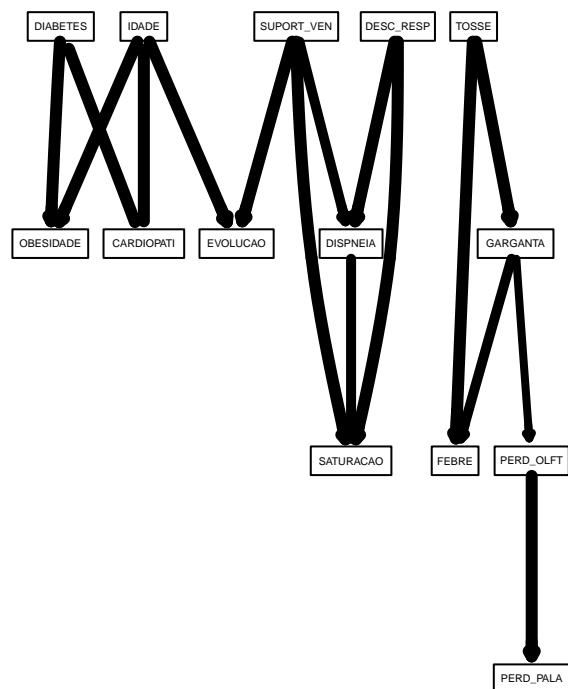 DIABETES
IDADE
SUPORT_VEN
DESC_RESP
TOSSE
OBESIDADE
CARDIOPATI
EVOLUCAO
DISPNEIA
GARGANTA
SATURACAO
FEBRE
PERD_OLFT
PERD_PALA